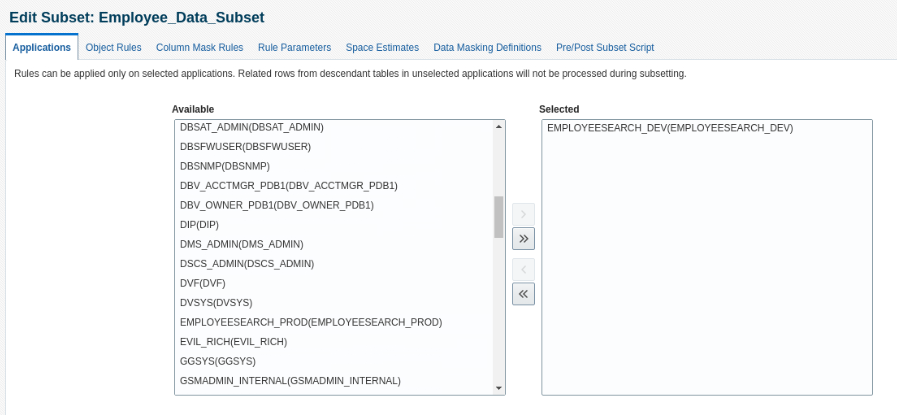 Edit Subset: Employee_Data_Subset
Applications Object Rules Column Mask Rules Rule Parameters Space Estimates Data Masking Definitions Pre/Post Subset Script
Rules can be applied only on selected applications. Related rows from descendant tables in unselected applications will not be processed during subsetting.
Available
DBSAT_ADMIN(DBSAT_ADMIN)
DBSFWUSER(DBSFWUSER)
DBSNMP(DBSNMP)
DBV_ACCTMGR_PDB1(DBV_ACCTMGR_PDB1)
DBV_OWNER_PDB1(DBV_OWNER_PDB1)
DIP(DIP)
DMS_ADMIN(DMS_ADMIN)
DSCS_ADMIN(DSCS_ADMIN)
DVF(DVF)
DVSYS(DVSYS)
EMPLOYEESEARCH_PROD(EMPLOYEESEARCH_PROD)
EVIL_RICH(EVIL_RICH)
GGSYS(GGSYS)
GSMADMIN_INTERNAL(GSMADMIN_INTERNAL)
Selected
EMPLOYEESEARCH_DEV(EMPLOYEESEARCH_DEV)